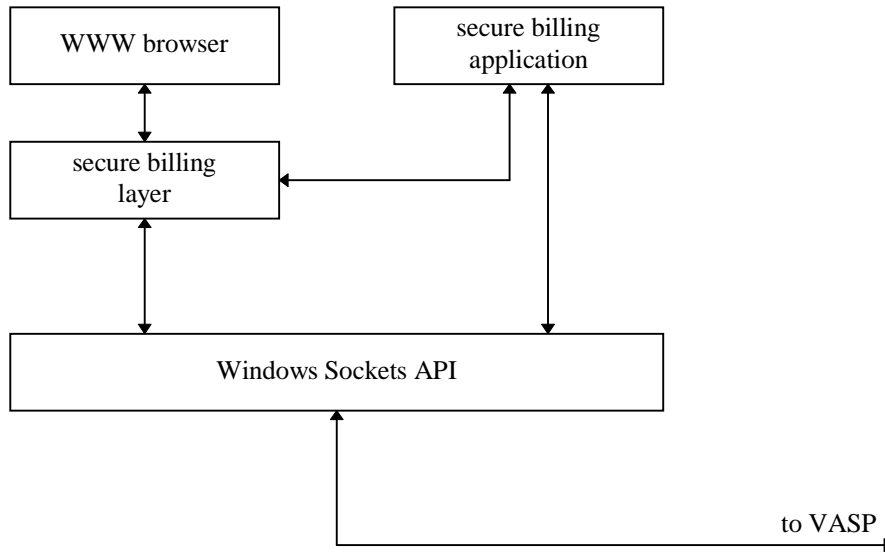 WWW browser
secure billing
application
secure billing
layer
Windows Sockets API
to VASP